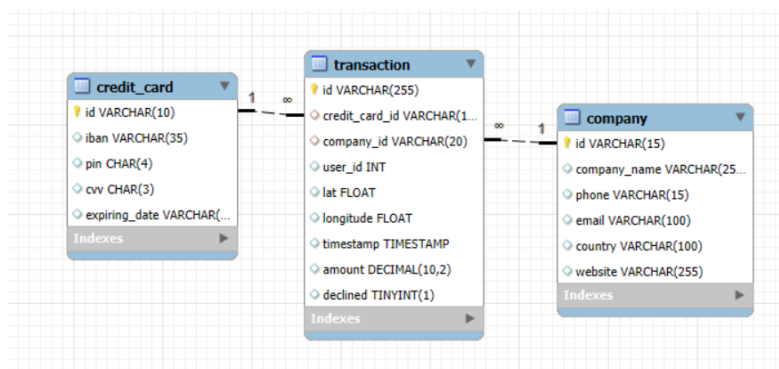 credit_card
id VARCHAR(10)
iban VARCHAR(35)
pin CHAR(4)
cvv CHAR(3)
expiring_date VARCHAR(...
Indexes
1
∞
transaction
id VARCHAR(255)
credit_card_id VARCHAR(1...
company_id VARCHAR(20)
user_id INT
lat FLOAT
longitude FLOAT
timestamp TIMESTAMP
amount DECIMAL(10,2)
declined TINYINT(1)
Indexes
∞
1
company
id VARCHAR(15)
company_name VARCHAR(25...
phone VARCHAR(15)
email VARCHAR(100)
country VARCHAR(100)
website VARCHAR(255)
Indexes